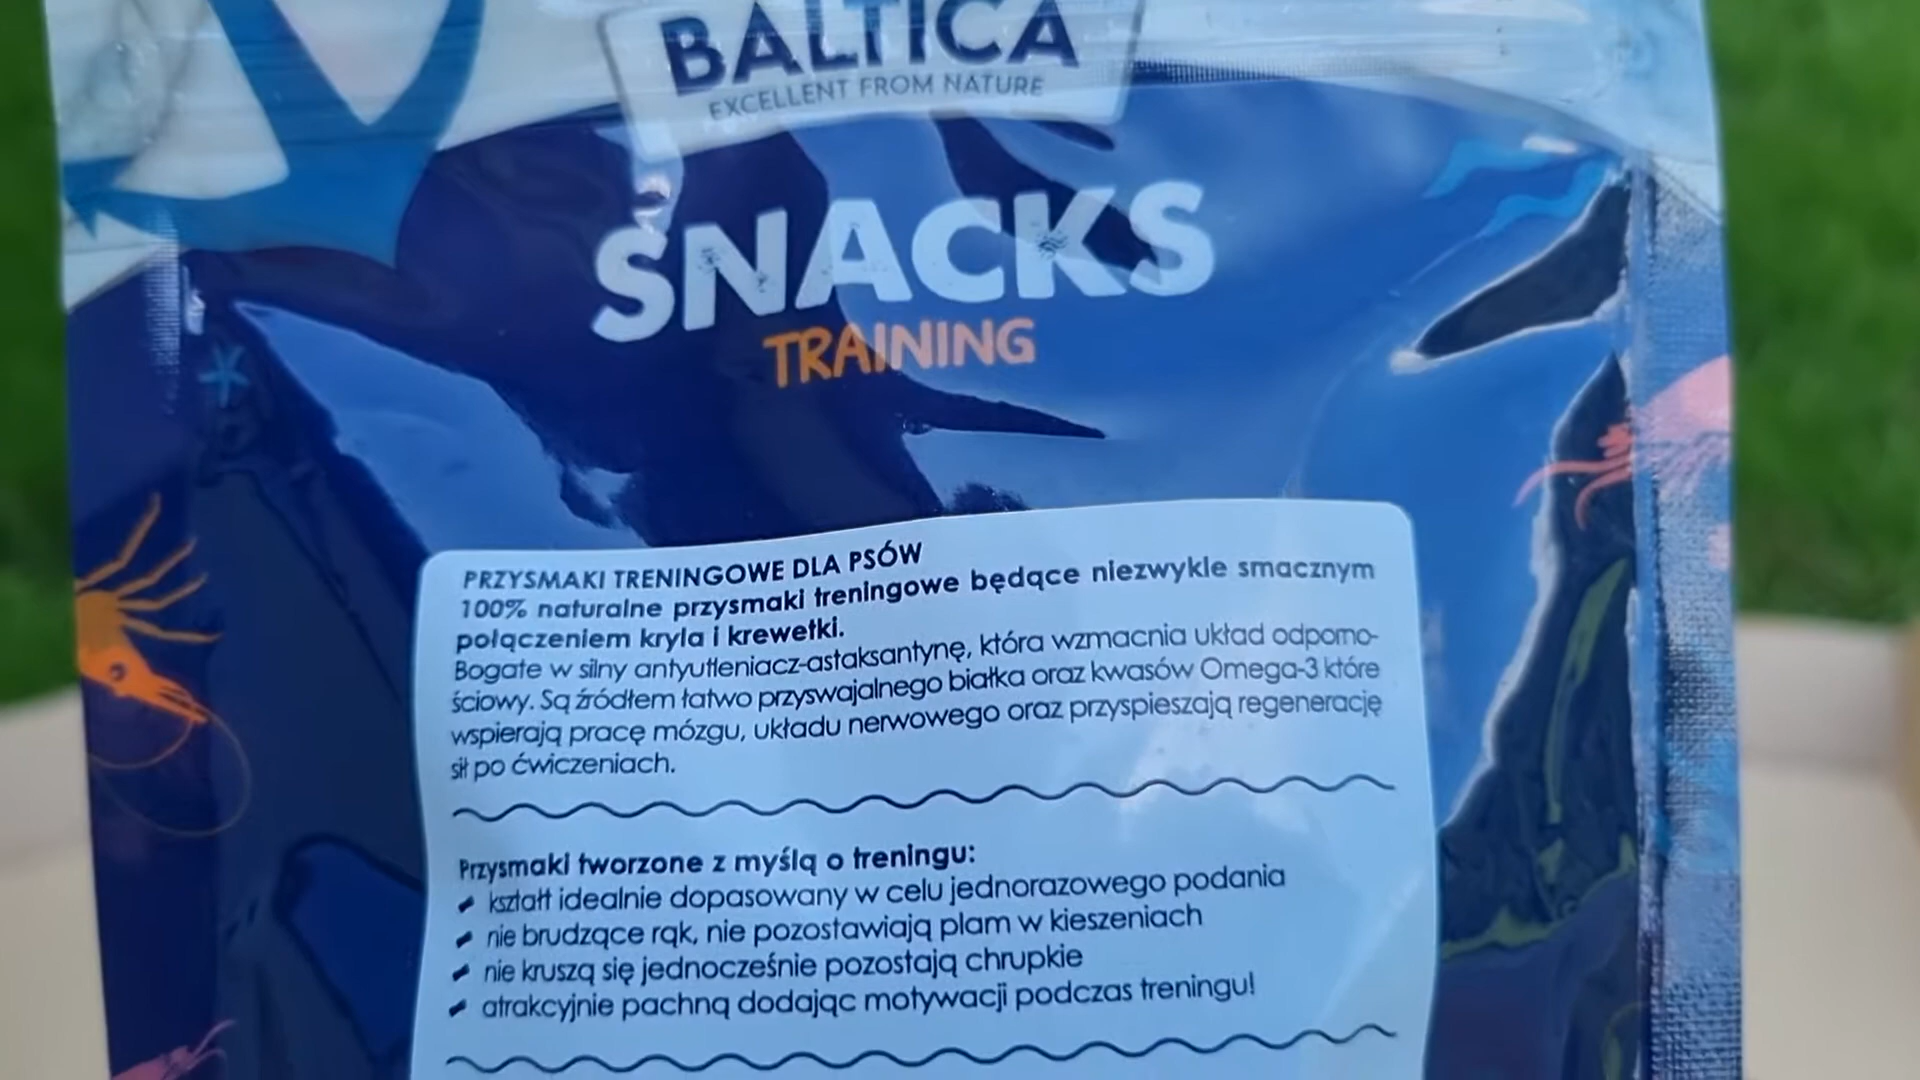 BALTICA
EXCELLENT FROM NATURE
SNACKS
TRAINING
PRZYSMAKI TRENINGOWE DLA PSÓW
100% naturalne przysmaki treningowe będące niezwykle smacznym
połączeniem kryla i krewetki.
Bogate w silny antyutleniacz-astaksantynę, która wzmacnia układ odporno-
ściowy. Są źródłem łatwo przyswajalnego białka oraz kwasów Omega-3 które
wspierają pracę mózgu, układu nerwowego oraz przyspieszają regenerację
sił po ćwiczeniach.
Przysmaki tworzone z myślą o treningu:
kształt idealnie dopasowany w celu jednorazowego podania
nie brudzące rąk, nie pozostawiają plam w kieszeniach
nie kruszą się jednocześnie pozostają chrupkie
atrakcyjnie pachną dodając motywacji podczas treningu!